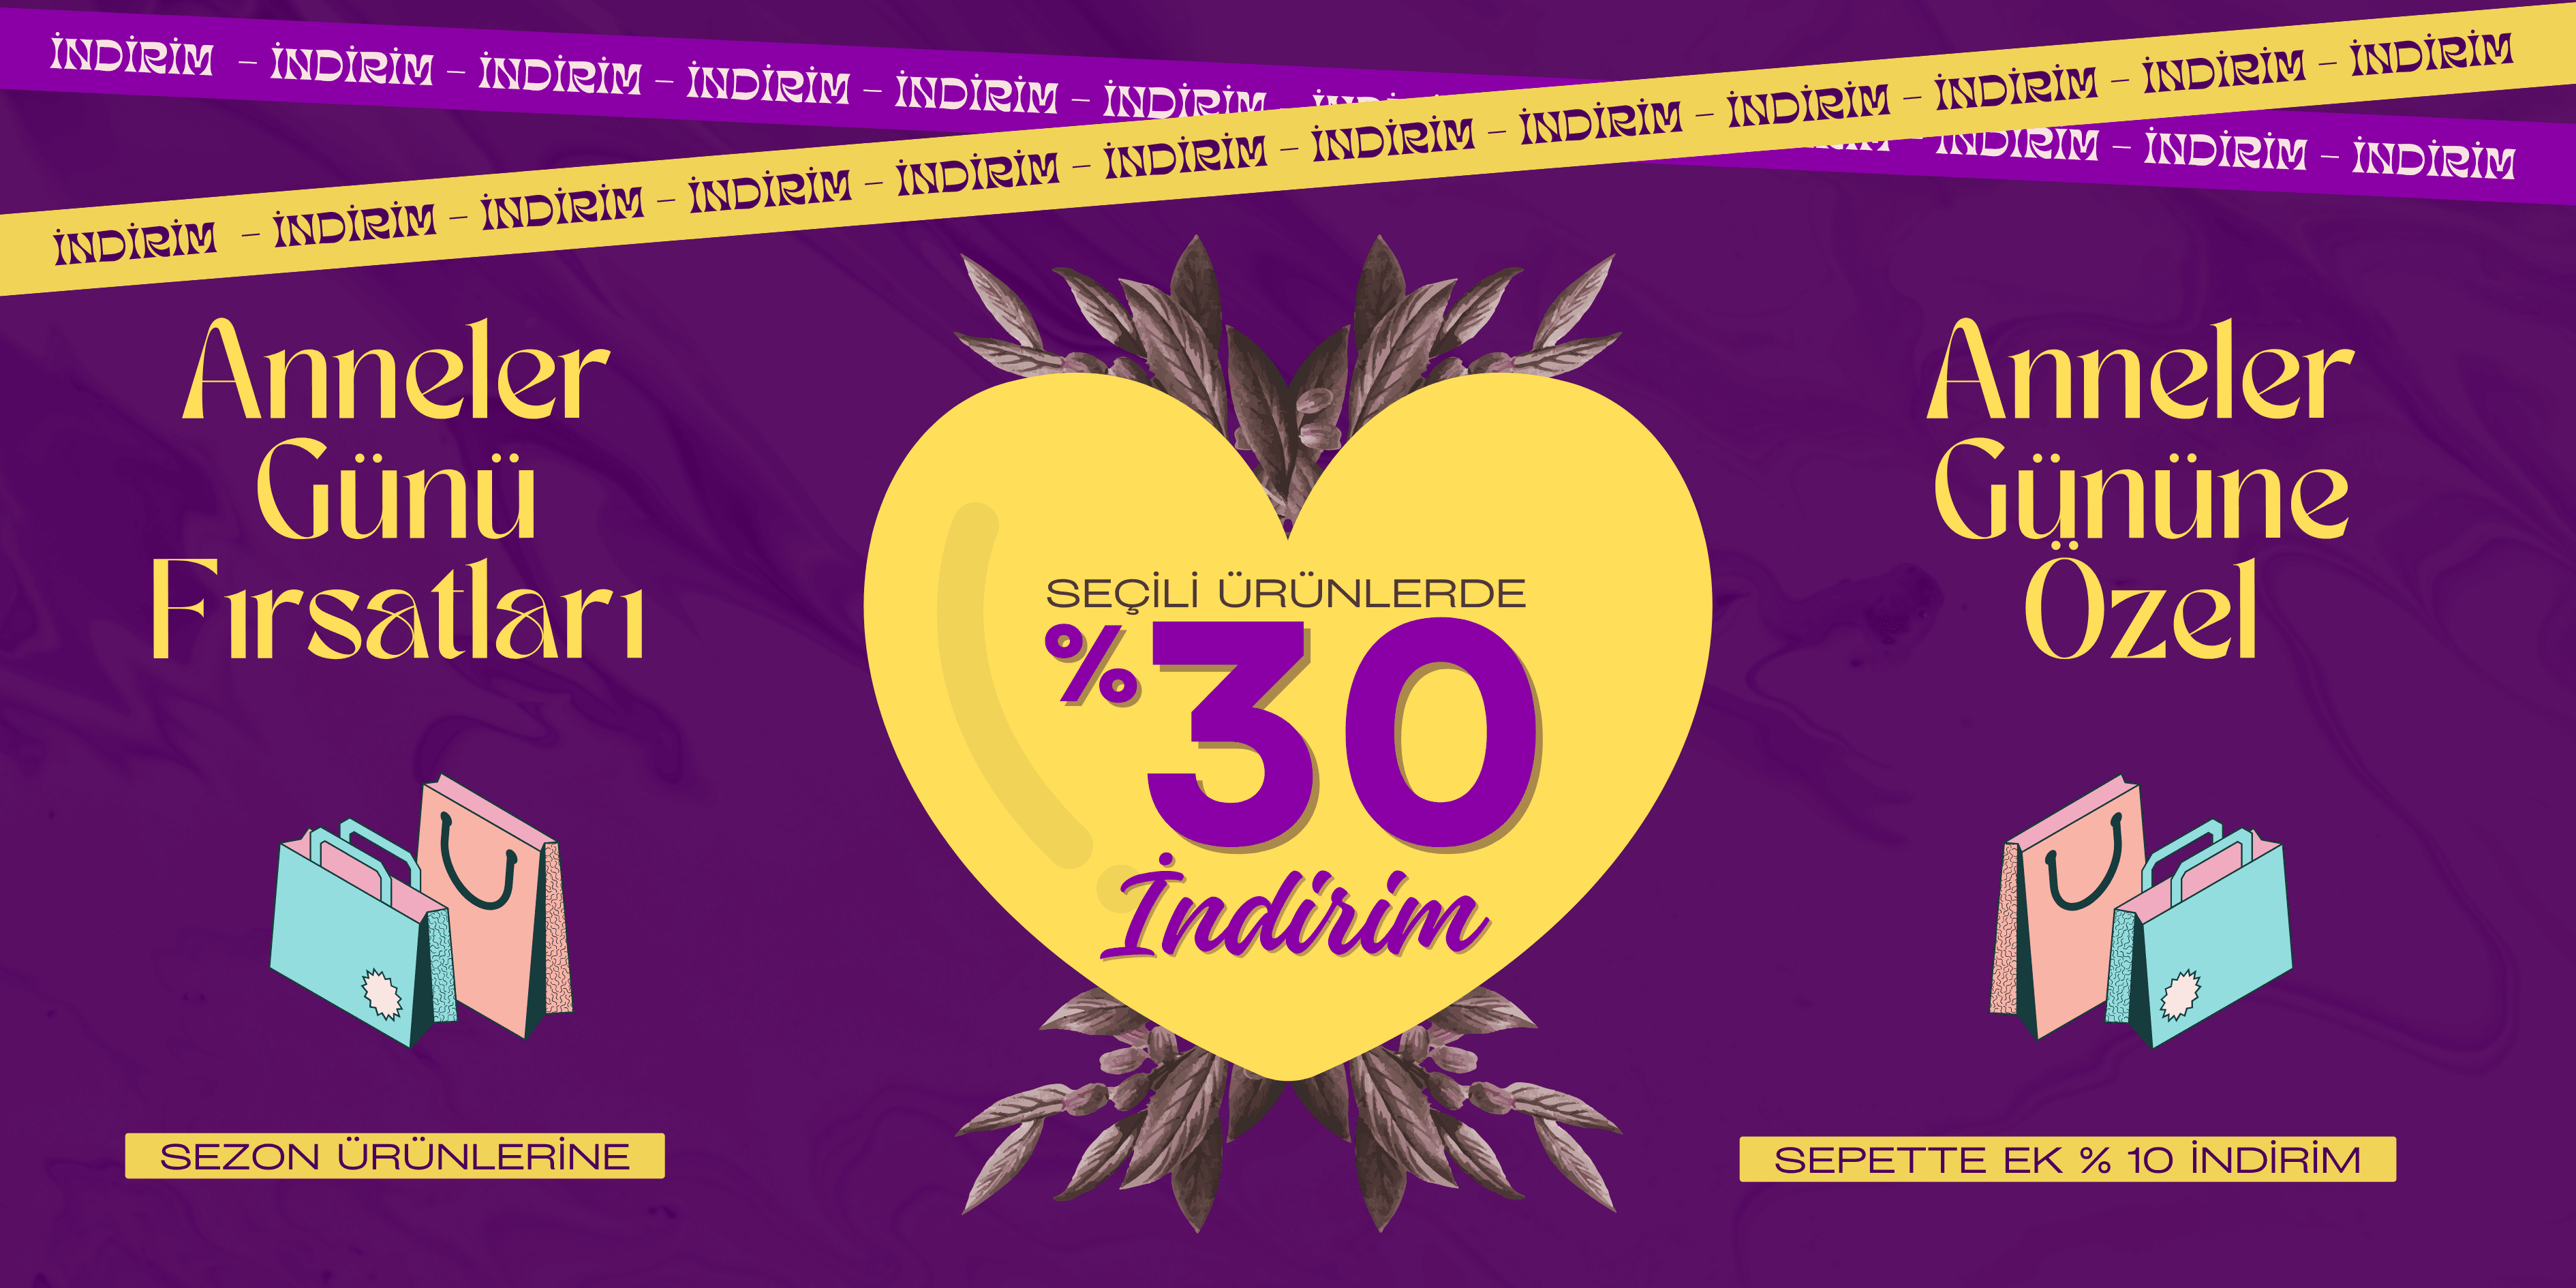 İNDİRİM – İNDİRİM – İNDİRİM – İNDİRİM – İNDİRİM – İNDİRİM – İNDİRİM – İNDİRİM – İNDİRİM
İNDİRİM – İNDİRİM – İNDİRİM – İNDİRİM – İNDİRİM – İNDİRİM – İNDİRİM – İNDİRİM – İNDİRİM – İNDİRİM – İNDİRİM – İNDİRİM
Anneler
Günü
Fırsatları
SEZON ÜRÜNLERİNE
SEÇİLİ ÜRÜNLERDE
%30
İndirim
Anneler
Gününe
Özel
SEPETTE EK % 10 İNDİRİM